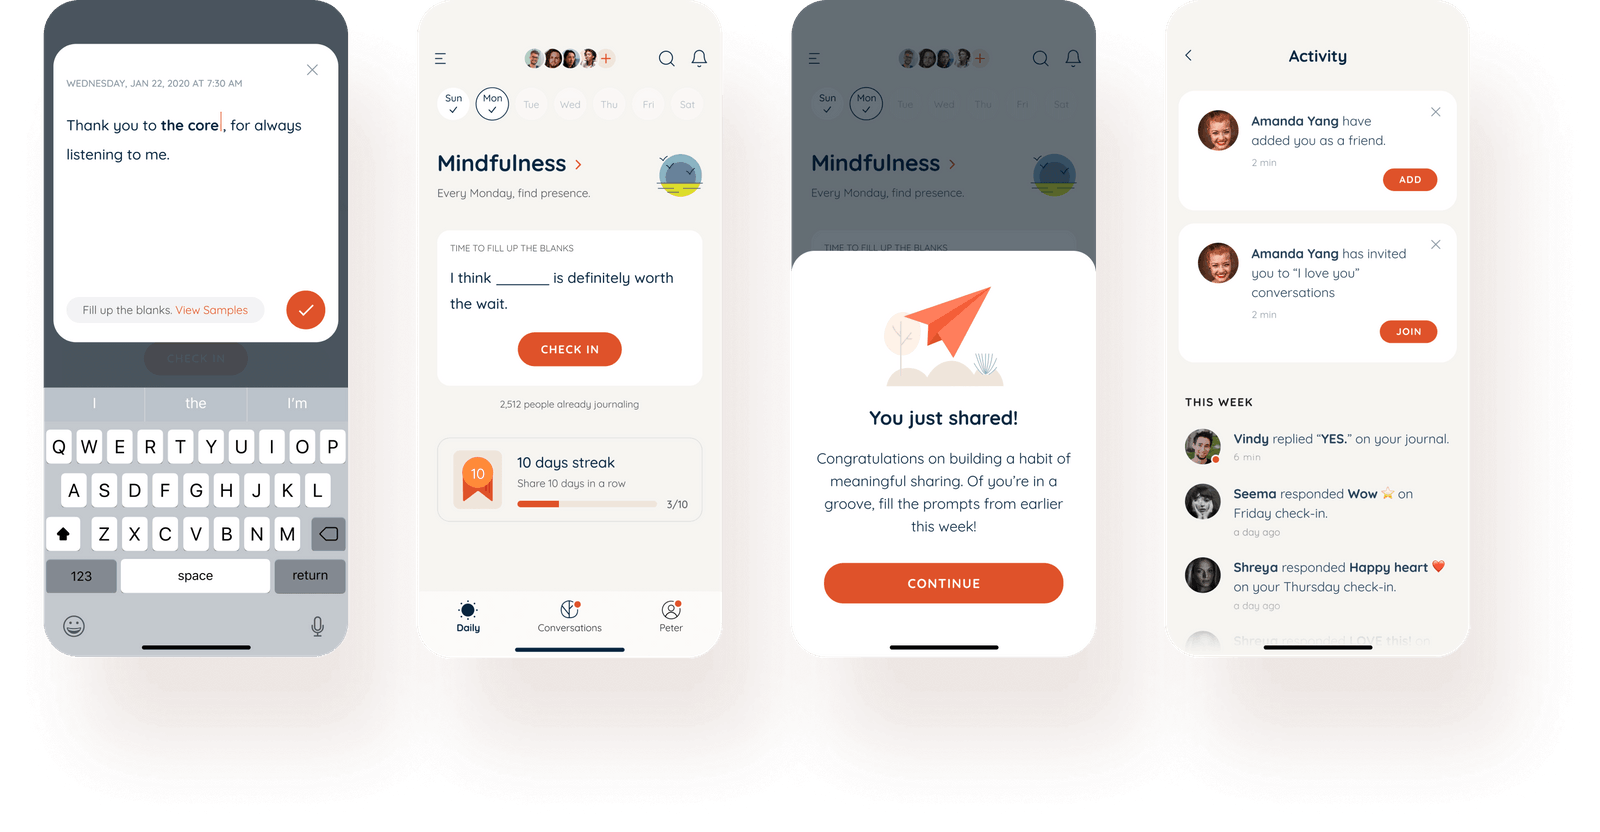 WEDNESDAY, JAN 22, 2020 AT 7:30 AM
Thank you to the core, for always
listening to me.
Fill up the blanks. View Samples
CHECK IN
I the I'm
Q W E R T Y U I O P
A S D F G H J K L
Z X C V B N M
123 space return
Sun Mon Tue Wed Thu Fri Sat
Mindfulness
Every Monday, find presence.
TIME TO FILL UP THE BLANKS
I think ______ is definitely worth
the wait.
CHECK IN
2,512 people already journaling
10
10 days streak
Share 10 days in a row
3/10
Daily Conversations Peter
Sun Mon Tue Wed Thu Fri Sat
Mindfulness
Every Monday, find presence.
TIME TO FILL UP THE BLANKS
You just shared!
Congratulations on building a habit of
meaningful sharing. Of you're in a
groove, fill the prompts from earlier
this week!
CONTINUE
Activity
Amanda Yang have
added you as a friend.
2 min
ADD
Amanda Yang has invited
you to “I love you”
conversations
2 min
JOIN
THIS WEEK
Vindy replied “YES.” on your journal.
6 min
Seema responded Wow ⭐ on
Friday check-in.
a day ago
Shreya responded Happy heart ❤️
on your Thursday check-in.
a day ago
Shreya responded LOVE this! on